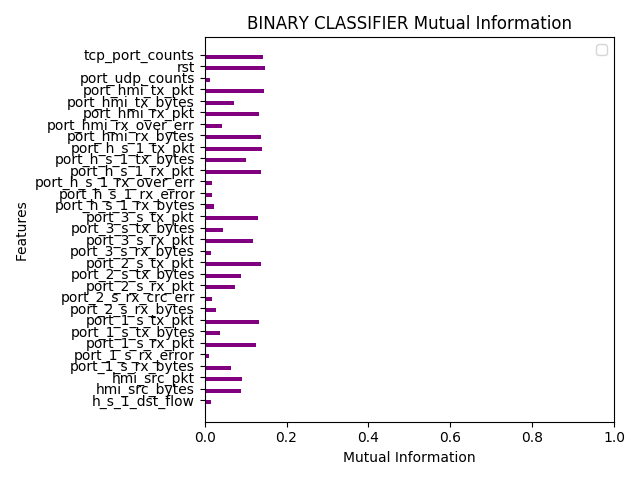 BINARY CLASSIFIER Mutual Information
tcp_port_counts
rst
port_udp_counts
port_hmi_tx_pkt
port_hmi_tx_bytes
port_hmi_rx_pkt
port_hmi_rx_over_err
port_hmi_rx_bytes
port_h_s_1_tx_pkt
port_h_s_1_tx_bytes
port_h_s_1_rx_pkt
port_h_s_1_rx_over_err
port_h_s_1_rx_error
port_h_s_1_rx_bytes
port_3_s_tx_pkt
port_3_s_tx_bytes
port_3_s_rx_pkt
port_3_s_rx_bytes
port_2_s_tx_pkt
port_2_s_tx_bytes
port_2_s_rx_pkt
port_2_s_rx_crc_err
port_2_s_rx_bytes
port_1_s_tx_pkt
port_1_s_tx_bytes
port_1_s_rx_pkt
port_1_s_rx_error
port_1_s_rx_bytes
hmi_src_pkt
hmi_src_bytes
h_s_1_dst_flow
Features
0.0 0.2 0.4 0.6 0.8 1.0
Mutual Information